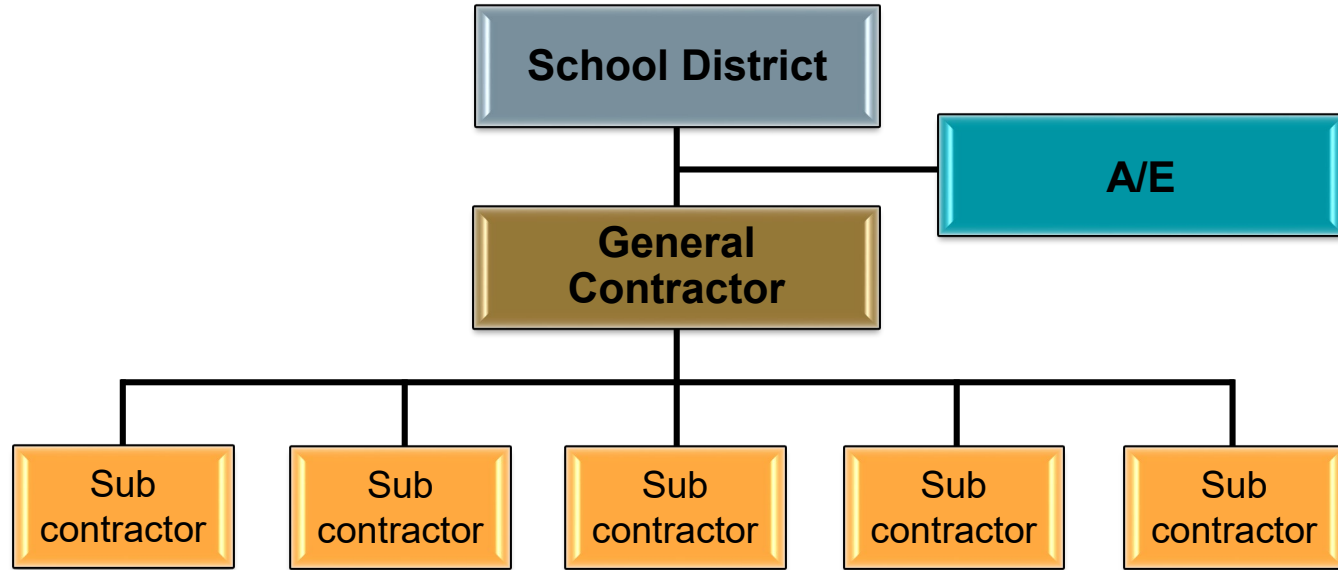 School District
A/E
General
Contractor
Sub
contractor
Sub
contractor
Sub
contractor
Sub
contractor
Sub
contractor